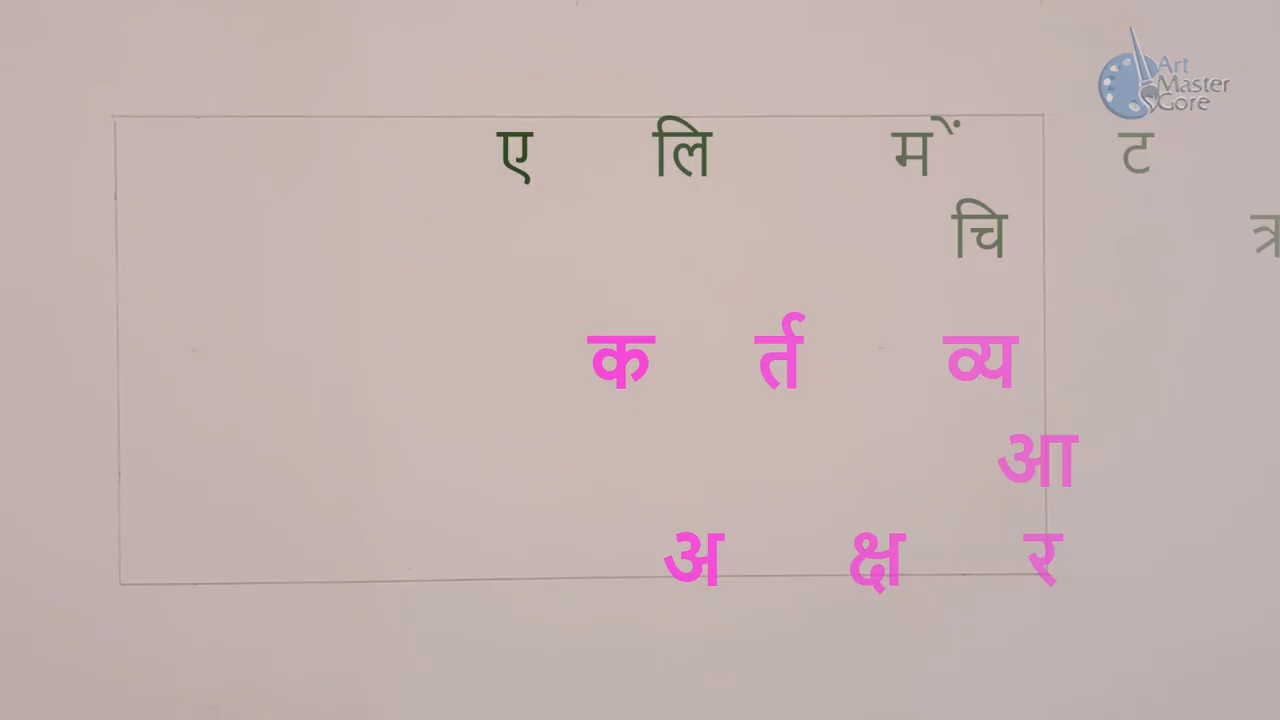 Art
Master
Gore
ए लि में ट
चि त्र
क र्त व्य
आ
अ क्ष र